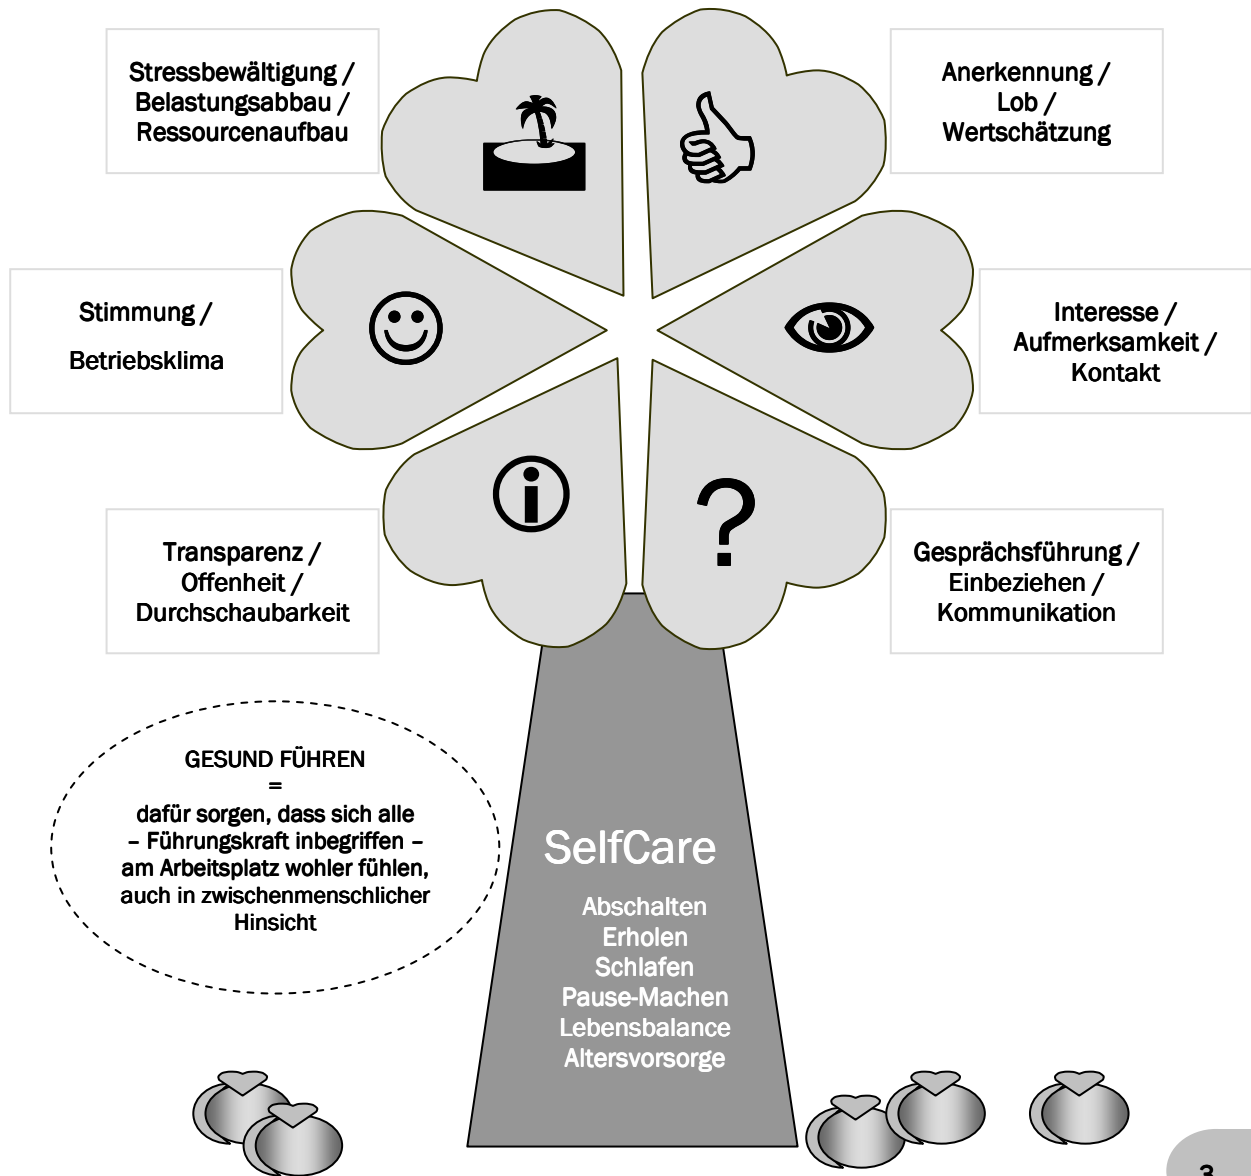 Stressbewältigung /
Belastungsabbau /
Ressourcenaufbau
Anerkennung /
Lob /
Wertschätzung
Stimmung /
Betriebsklima
Interesse /
Aufmerksamkeit /
Kontakt
Transparenz /
Offenheit /
Durchschaubarkeit
?
Gesprächsführung /
Einbeziehen /
Kommunikation
GESUND FÜHREN
=
dafür sorgen, dass sich alle
– Führungskraft inbegriffen –
am Arbeitsplatz wohler fühlen,
auch in zwischenmenschlicher
Hinsicht
SelfCare
Abschalten
Erholen
Schlafen
Pause-Machen
Lebensbalance
Altersvorsorge
3